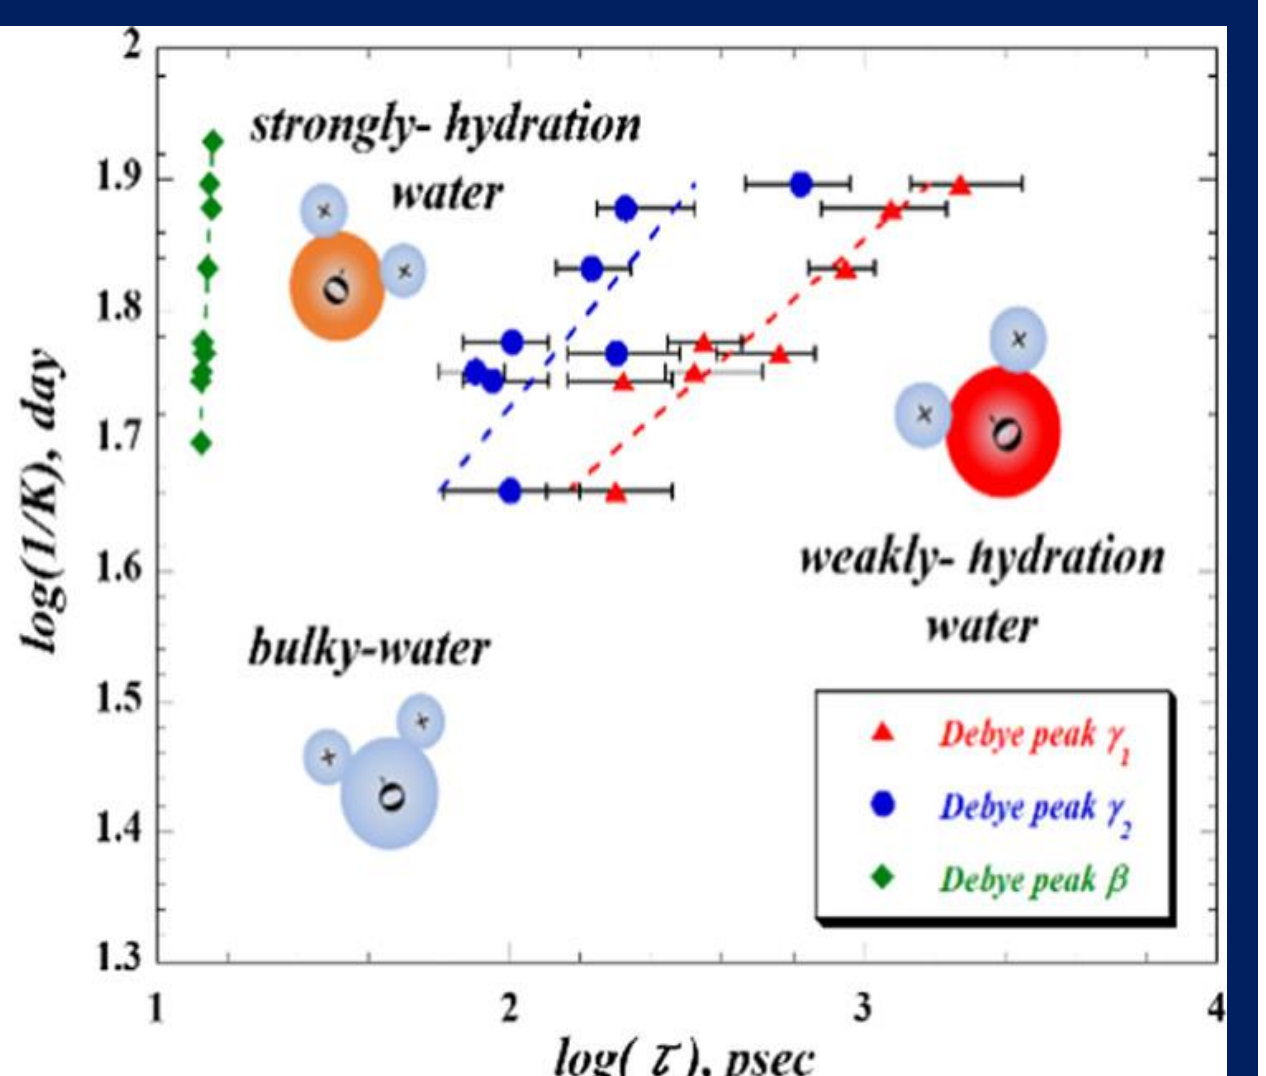 2
1.9
1.8
1.7
1.6
1.5
1.4
1.3
log(1/K), day
strongly- hydration
water
+
+
O
+
+
O
weakly- hydration
water
bulky-water
+
+
O
Debye peak γ1
Debye peak γ2
Debye peak β
1 2 3 4
log( τ ), psec